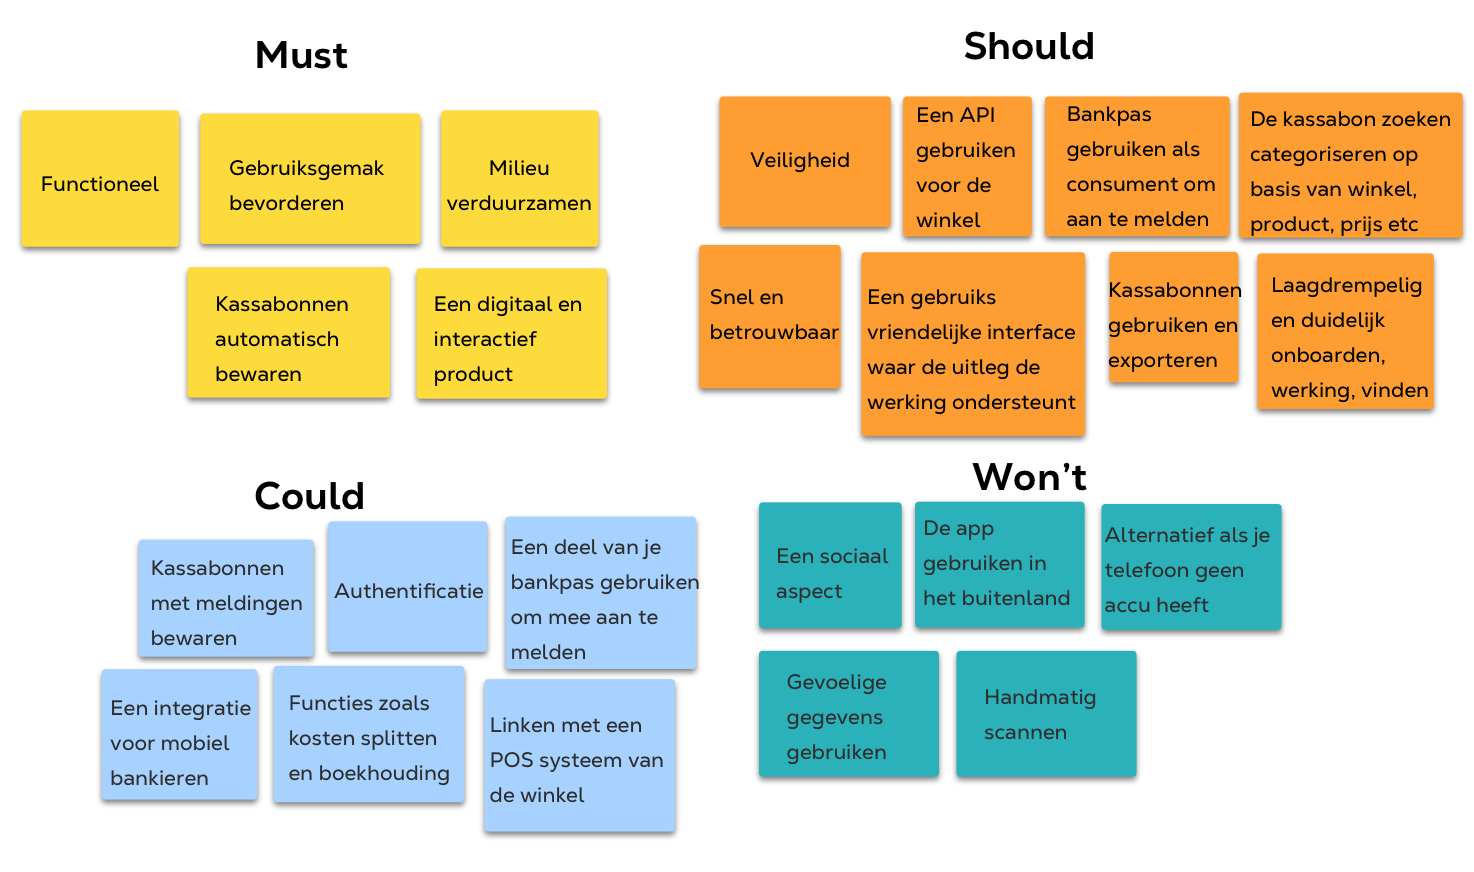 Must
Functioneel
Gebruiksgemak
bevorderen
Milieu
verduurzamen
Kassabonnen
automatisch
bewaren
Een digitaal en
interactief
product
Should
Veiligheid
Een API
gebruiken
voor de
winkel
Bankpas
gebruiken als
consument om
aan te melden
De kassabon zoeken
categoriseren op
basis van winkel,
product, prijs etc
Snel en
betrouwbaar
Een gebruiks
vriendelijke interface
waar de uitleg de
werking ondersteunt
Kassabonnen
gebruiken en
exporteren
Laagdrempelig
en duidelijk
onboarden,
werking, vinden
Could
Kassabonnen
met meldingen
bewaren
Authentificatie
Een deel van je
bankpas gebruiken
om mee aan te
melden
Een integratie
voor mobiel
bankieren
Functies zoals
kosten splitten
en boekhouding
Linken met een
POS systeem van
de winkel
Won’t
Een sociaal
aspect
De app
gebruiken in
het buitenland
Alternatief als je
telefoon geen
accu heeft
Gevoelige
gegevens
gebruiken
Handmatig
scannen